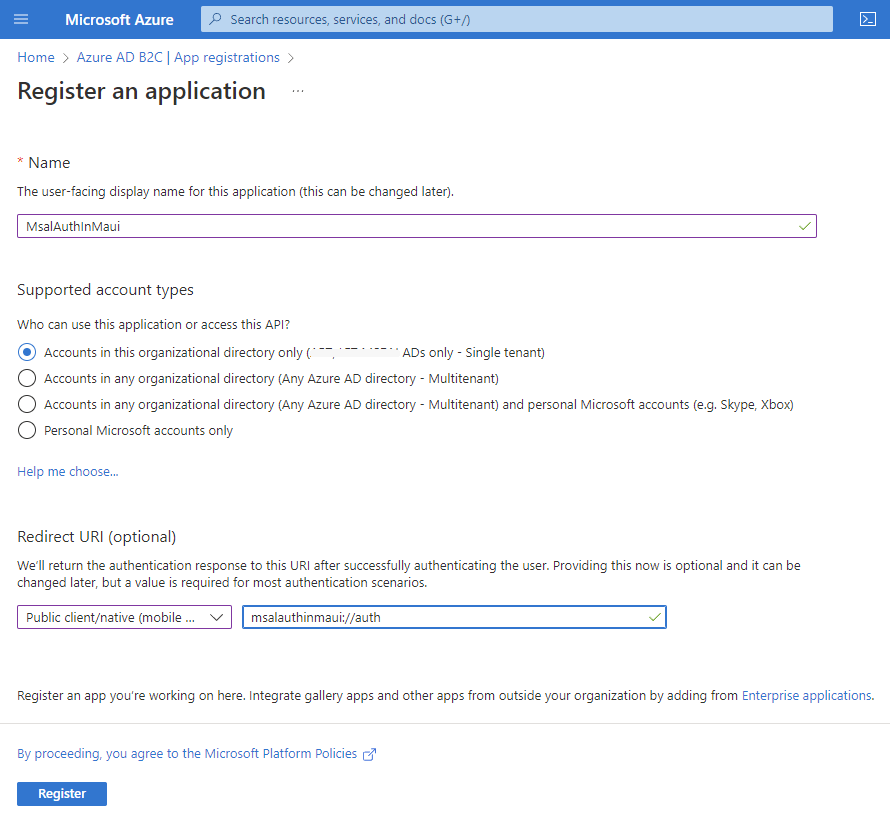 Microsoft Azure
Search resources, services, and docs (G+/)
Home > Azure AD B2C | App registrations >
Register an application ...
* Name
The user-facing display name for this application (this can be changed later).
MsalAuthInMaui
Supported account types
Who can use this application or access this API?
Accounts in this organizational directory only ( ADs only - Single tenant)
Accounts in any organizational directory (Any Azure AD directory - Multitenant)
Accounts in any organizational directory (Any Azure AD directory - Multitenant) and personal Microsoft accounts (e.g. Skype, Xbox)
Personal Microsoft accounts only
Help me choose...
Redirect URI (optional)
We'll return the authentication response to this URI after successfully authenticating the user. Providing this now is optional and it can be
changed later, but a value is required for most authentication scenarios.
Public client/native (mobile ...
msalauthinmaui://auth
Register an app you're working on here. Integrate gallery apps and other apps from outside your organization by adding from Enterprise applications.
By proceeding, you agree to the Microsoft Platform Policies
Register